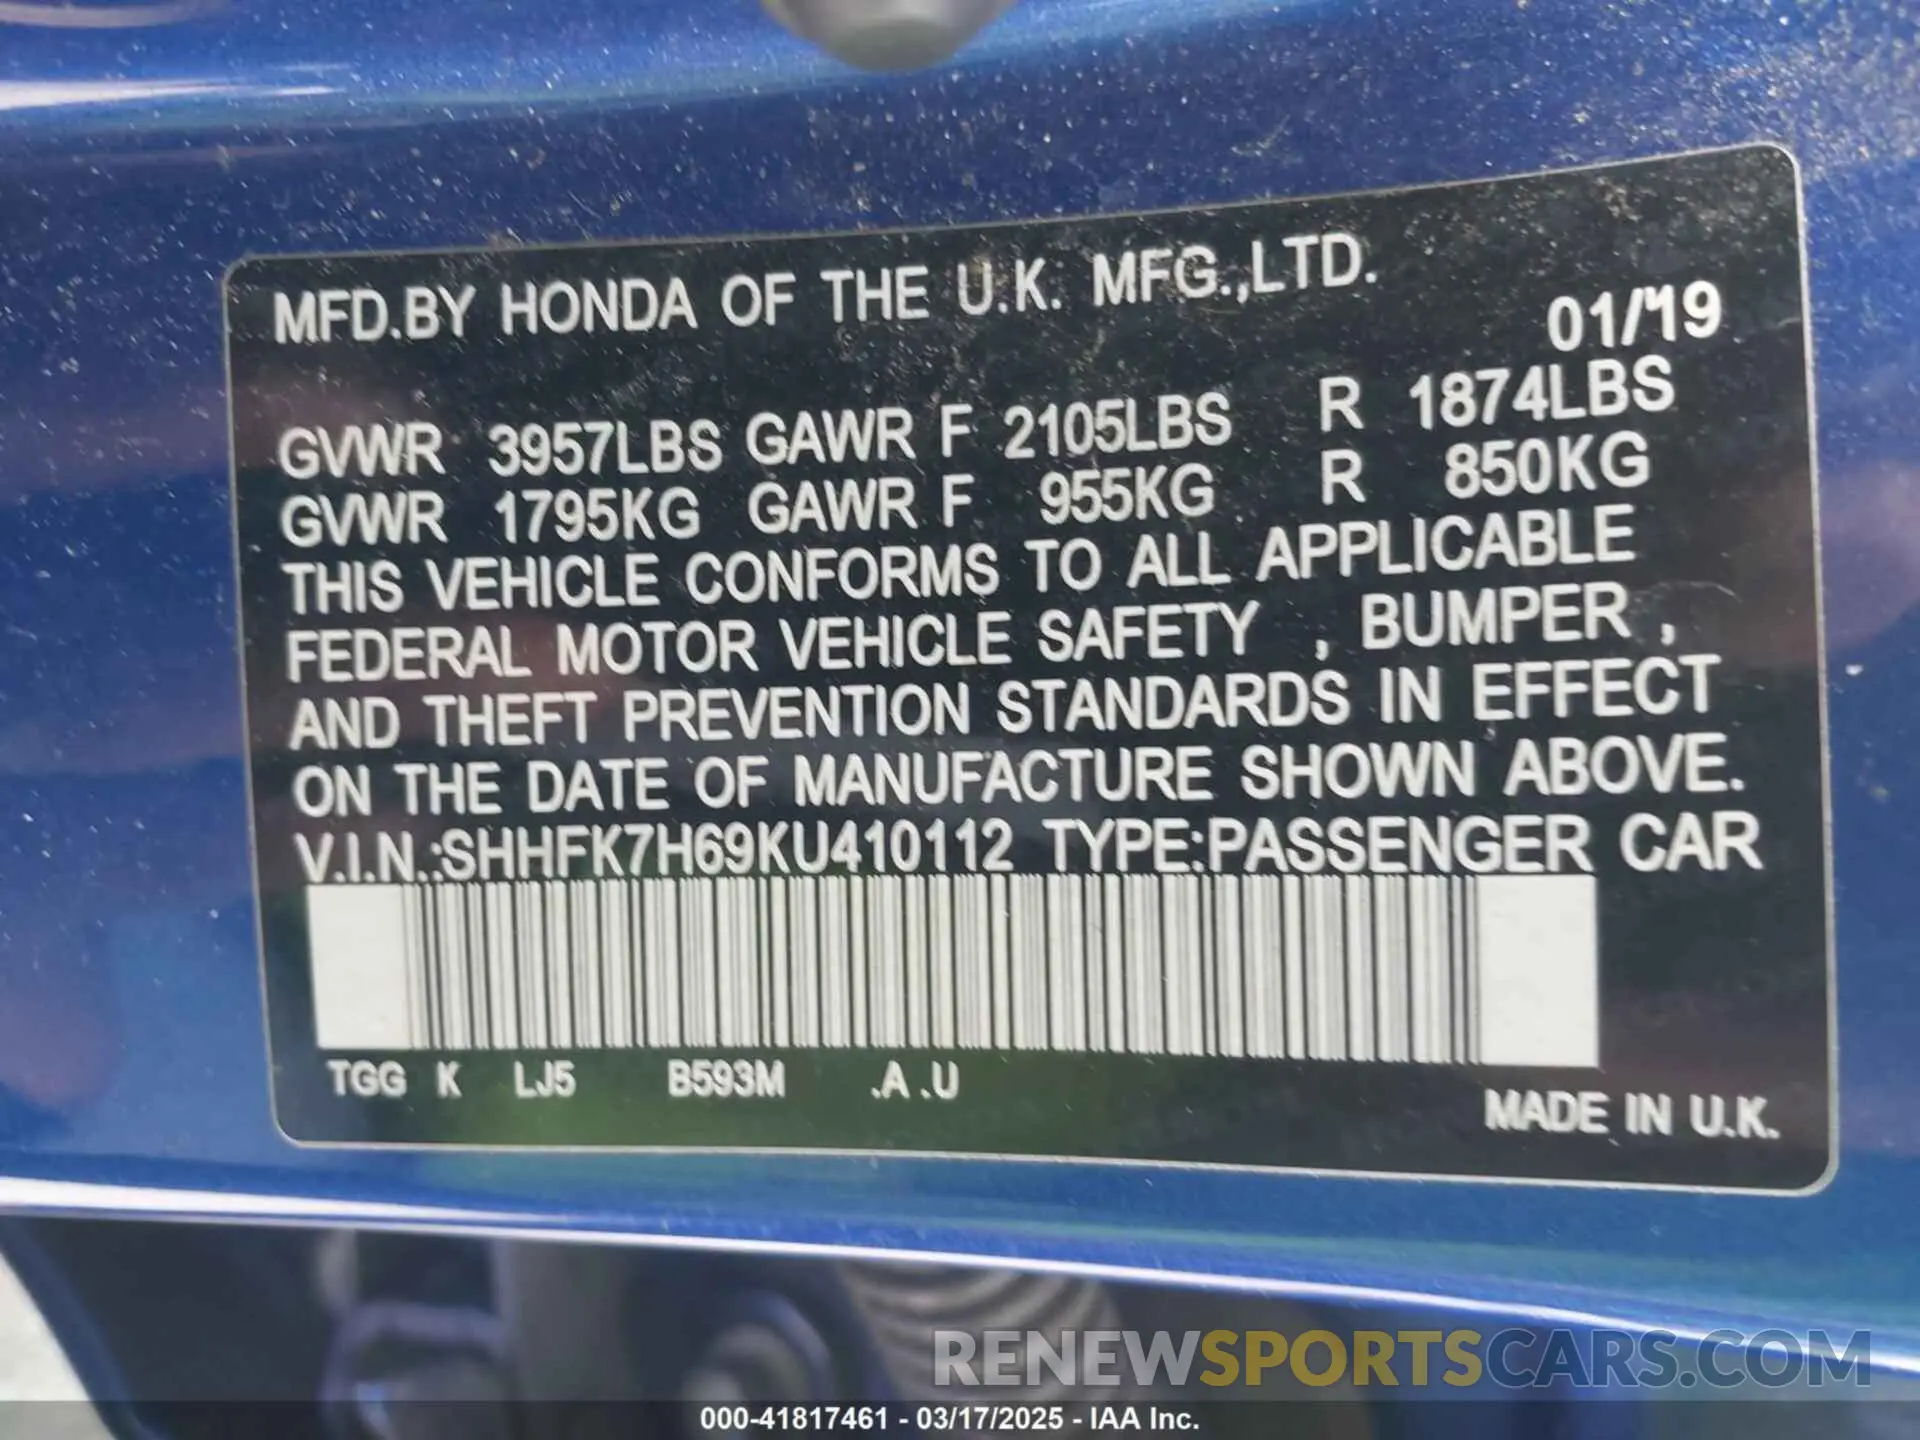 MFD.BY HONDA OF THE U.K. MFG.,LTD.
01/'19
GVWR 3957LBS GAWR F 2105LBS R 1874LBS
GVWR 1795KG GAWR F 955KG R 850KG
THIS VEHICLE CONFORMS TO ALL APPLICABLE
FEDERAL MOTOR VEHICLE SAFETY , BUMPER ,
AND THEFT PREVENTION STANDARDS IN EFFECT
ON THE DATE OF MANUFACTURE SHOWN ABOVE.
V.I.N.:SHHFK7H69KU410112 TYPE:PASSENGER CAR
TGG K LJ5 B593M .A .U
MADE IN U.K.
RENEWSPORTSCARS.COM
000-41817461 - 03/17/2025 - IAA Inc.